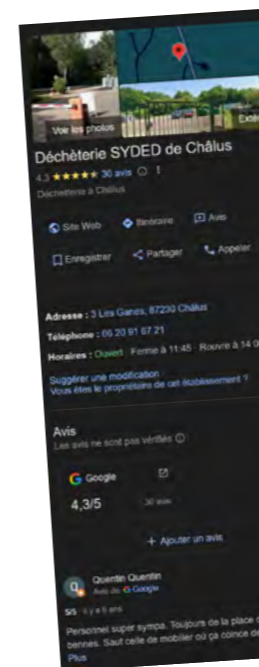 Voir les photos
Exté
Déchèterie SYDED de Châlus
4,3 ★★★★★ 30 avis
Déchetterie à Châlus
Site Web Itinéraire Avis
Enregistrer Partager Appeler
Adresse : 3 Les Ganes, 87230 Châlus
Téléphone : 06 20 91 67 21
Horaires : Ouvert · Ferme à 11:45 · Rouvre à 14:0
Suggérer une modification ·
Vous êtes le propriétaire de cet établissement ?
Avis
Les avis ne sont pas vérifiés
Google
4,3/5 30 avis
+ Ajouter un avis
Q
Quentin Quentin
Avis de Google
5/5 · il y a 6 ans
Personnel super sympa. Toujours de la place d
bennes. Sauf celle de mobilier où ça coince de
Plus